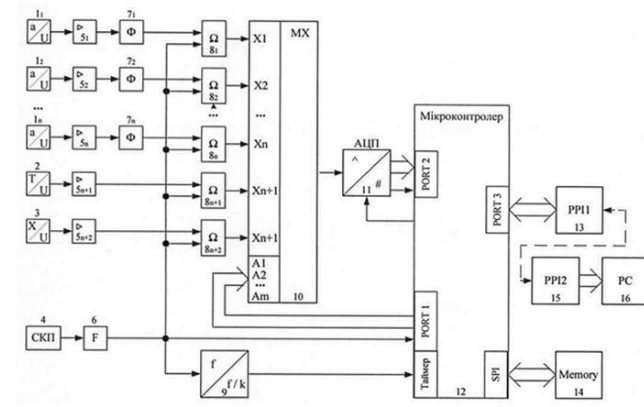 1₁ 5₁ 7₁
a/U ▷ Ф Ω 8₁ X1 MX
1₂ 5₂ 7₂
a/U ▷ Ф Ω 8₂ X2
... ... ...
1n 5n 7n
a/U ▷ Ф Ω 8n Xn
2
T/U ▷ 5n+1 Ω 8n+1 Xn+1
3
X/U ▷ 5n+2 Ω 8n+2 Xn+1
A1
A2
...
Am 10
4 6
СКП F
f
9 f/k
АЦП
^ #
11
Мікроконтролер
PORT 2
PORT 3
PORT 1
Таймер
12
SPI
PPI1
13
PPI2
15
PC
16
Memory
14